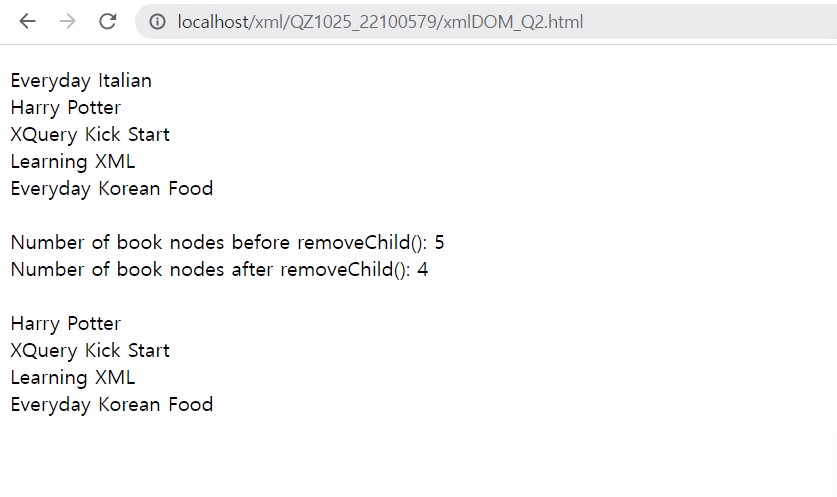 localhost/xml/QZ1025_22100579/xmlDOM_Q2.html
Everyday Italian
Harry Potter
XQuery Kick Start
Learning XML
Everyday Korean Food
Number of book nodes before removeChild(): 5
Number of book nodes after removeChild(): 4
Harry Potter
XQuery Kick Start
Learning XML
Everyday Korean Food